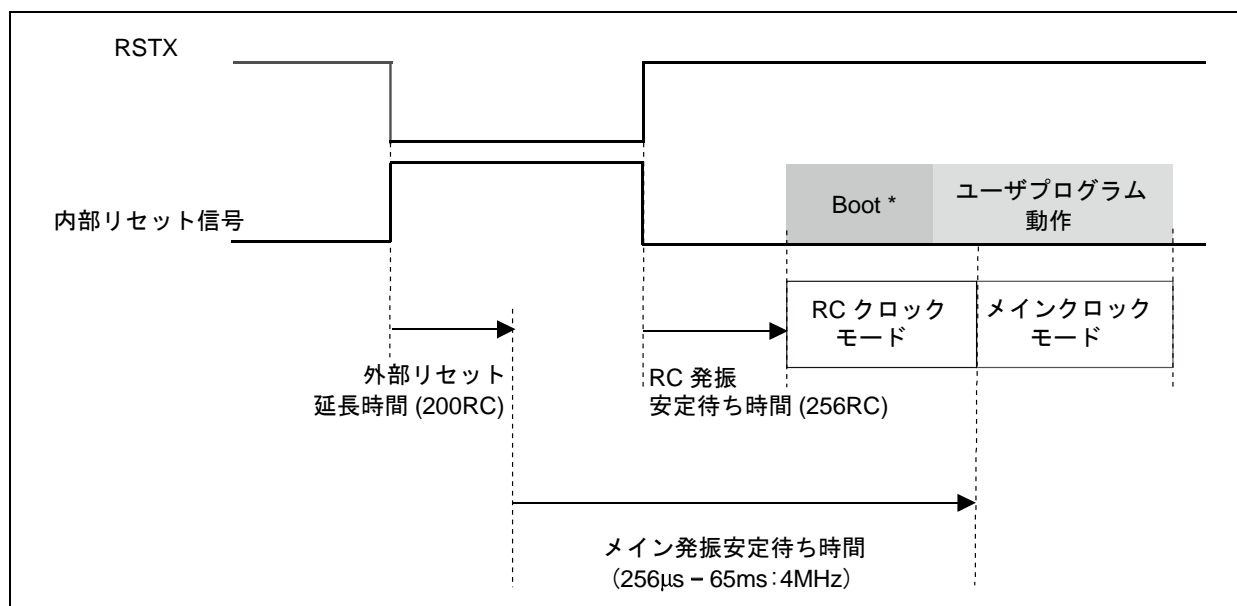 RSTX
内部リセット信号
Boot *
ユーザプログラム
動作
RC クロック
モード
メインクロック
モード
外部リセット
延長時間 (200RC)
RC 発振
安定待ち時間 (256RC)
メイン発振安定待ち時間
(256μs – 65ms:4MHz)